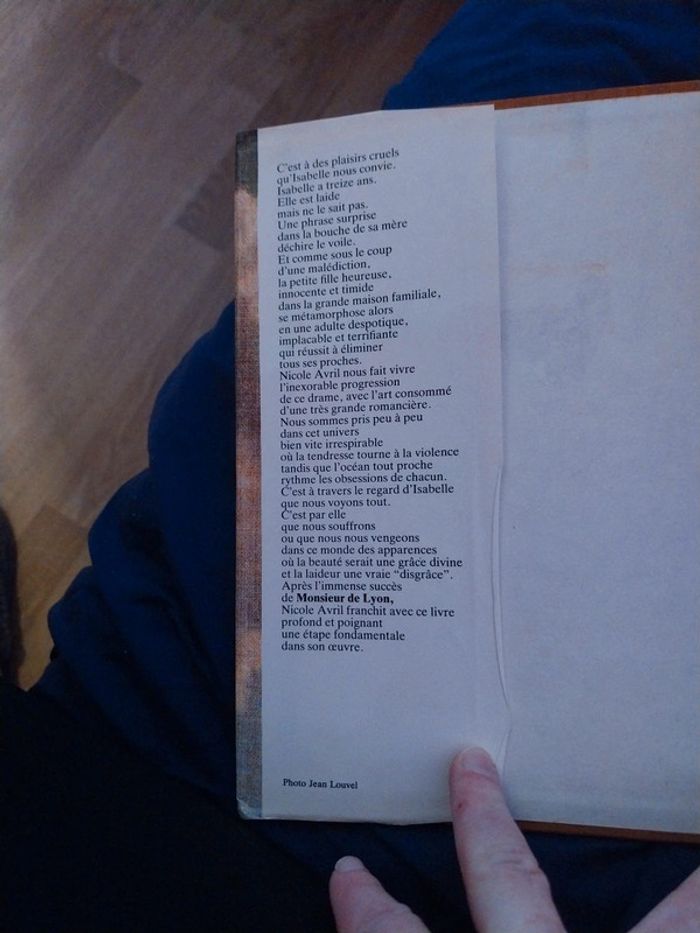 C'est à des plaisirs cruels
qu'Isabelle nous convie.
Isabelle a treize ans.
Elle est laide
mais ne le sait pas.
Une phrase surprise
dans la bouche de sa mère
déchire le voile.
Et comme sous le coup
d'une malédiction,
la petite fille heureuse,
innocente et timide
dans la grande maison familiale,
se métamorphose alors
en une adulte despotique,
implacable et terrifiante
qui réussit à éliminer
tous ses proches.
Nicole Avril nous fait vivre
l'inexorable progression
de ce drame, avec l'art consommé
d'une très grande romancière.
Nous sommes pris peu à peu
dans cet univers
bien vite irrespirable
où la tendresse tourne à la violence
tandis que l'océan tout proche
rythme les obsessions de chacun.
C'est à travers le regard d'Isabelle
que nous voyons tout.
C'est par elle
que nous souffrons
ou que nous nous vengeons
dans ce monde des apparences
où la beauté serait une grâce divine
et la laideur une vraie "disgrâce".
Après l'immense succès
de Monsieur de Lyon,
Nicole Avril franchit avec ce livre
profond et poignant
une étape fondamentale
dans son œuvre.
Photo Jean Louvel